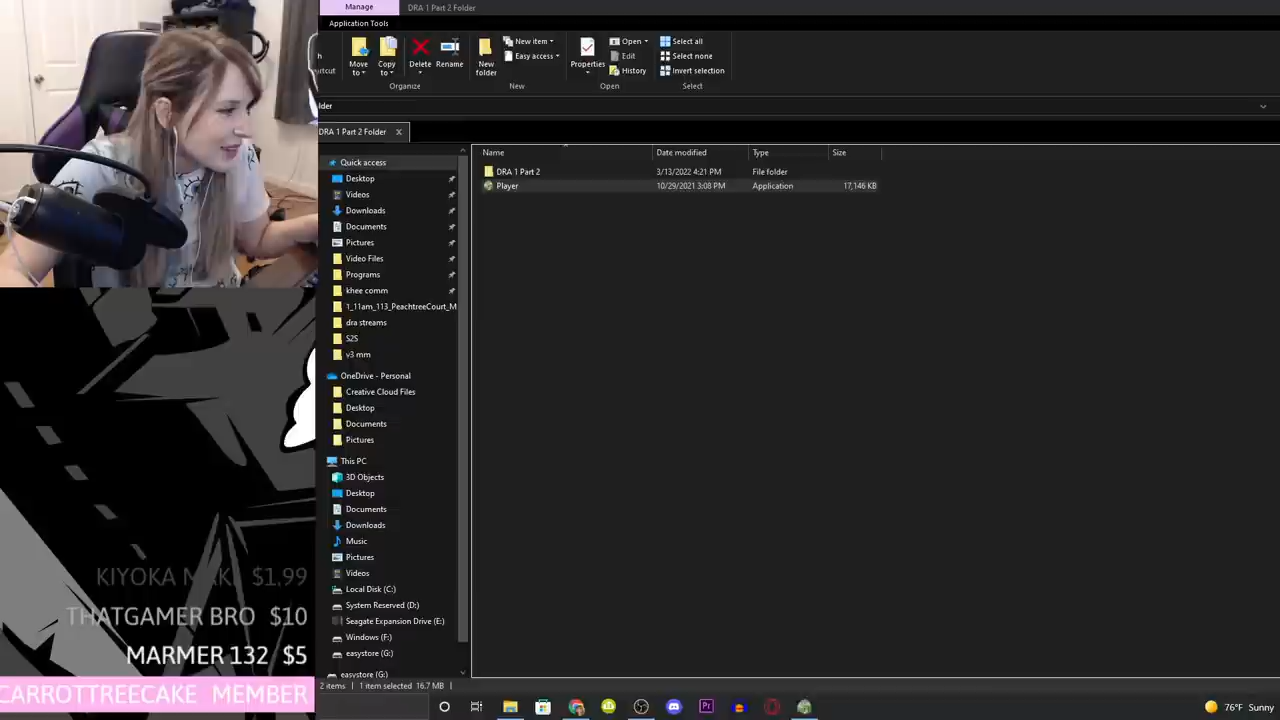 Manage
DRA 1 Part 2 Folder
Application Tools
Move to
Copy to
Delete
Rename
New folder
New item
Easy access
Properties
Open
Edit
History
Select all
Select none
Invert selection
Organize
New
Open
Select
DRA 1 Part 2 Folder x
Name Date modified Type Size
DRA 1 Part 2 3/13/2022 4:21 PM File folder
Player 10/29/2021 3:08 PM Application 17,146 KB
Quick access
Desktop
Videos
Downloads
Documents
Pictures
Video Files
Programs
khee comm
1_11am_113_PeachtreeCourt_M
dra streams
S2S
v3 mm
OneDrive - Personal
Creative Cloud Files
Desktop
Documents
Pictures
This PC
3D Objects
Desktop
Documents
Downloads
Music
Pictures
Videos
Local Disk (C:)
System Reserved (D:)
Seagate Expansion Drive (E:)
Windows (F:)
easystore (G:)
easystore (G:)
2 items 1 item selected 16.7 MB
KIYOKA $1.99
THATGAMER BRO $10
MARMER 132 $5
CARROTTREECAKE MEMBER
76°F Sunny